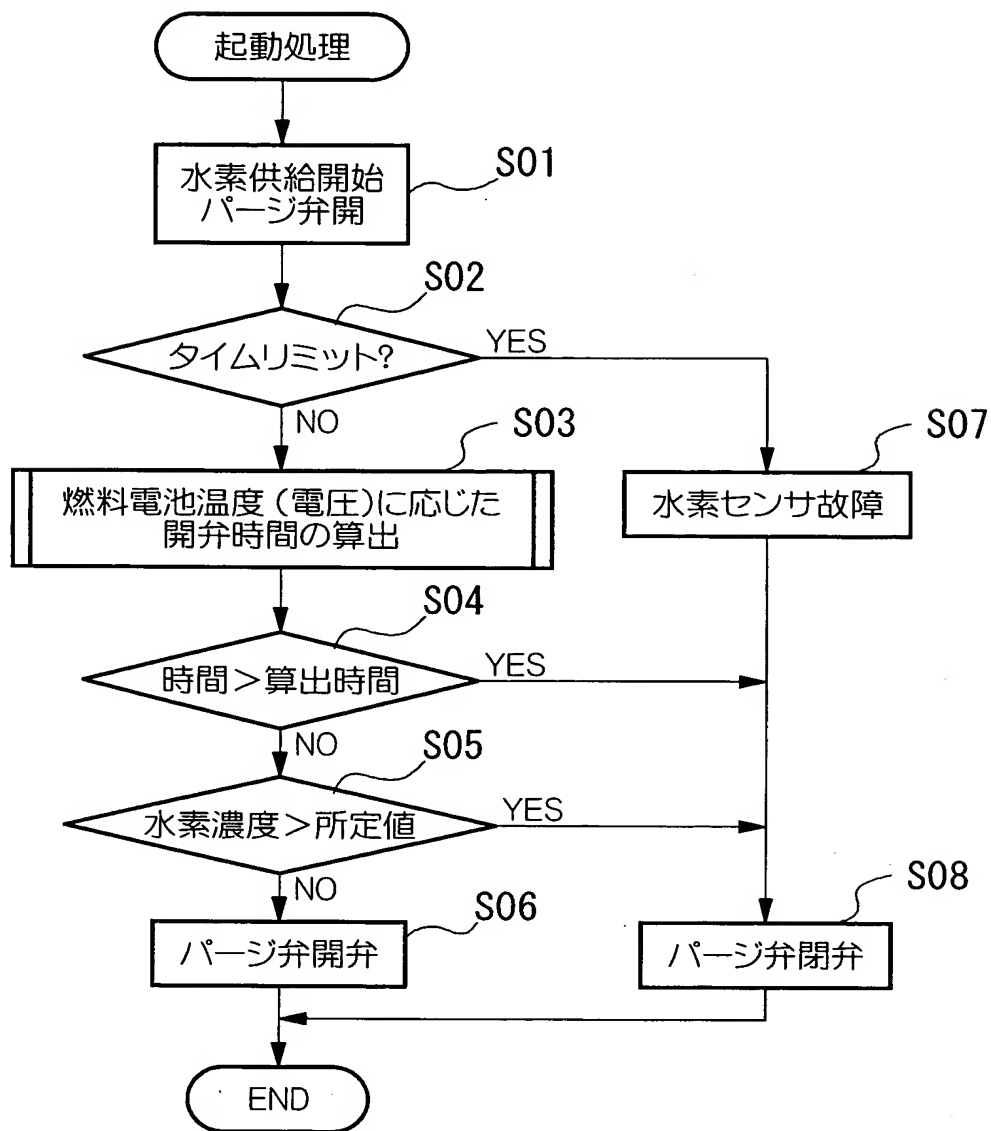 起動処理
水素供給開始
パージ弁開
S01
S02
タイムリミット?
YES
NO
S03
燃料電池温度(電圧)に応じた
開弁時間の算出
S07
水素センサ故障
S04
時間>算出時間
YES
NO
S05
水素濃度>所定値
YES
NO
S06
パージ弁開弁
S08
パージ弁閉弁
END